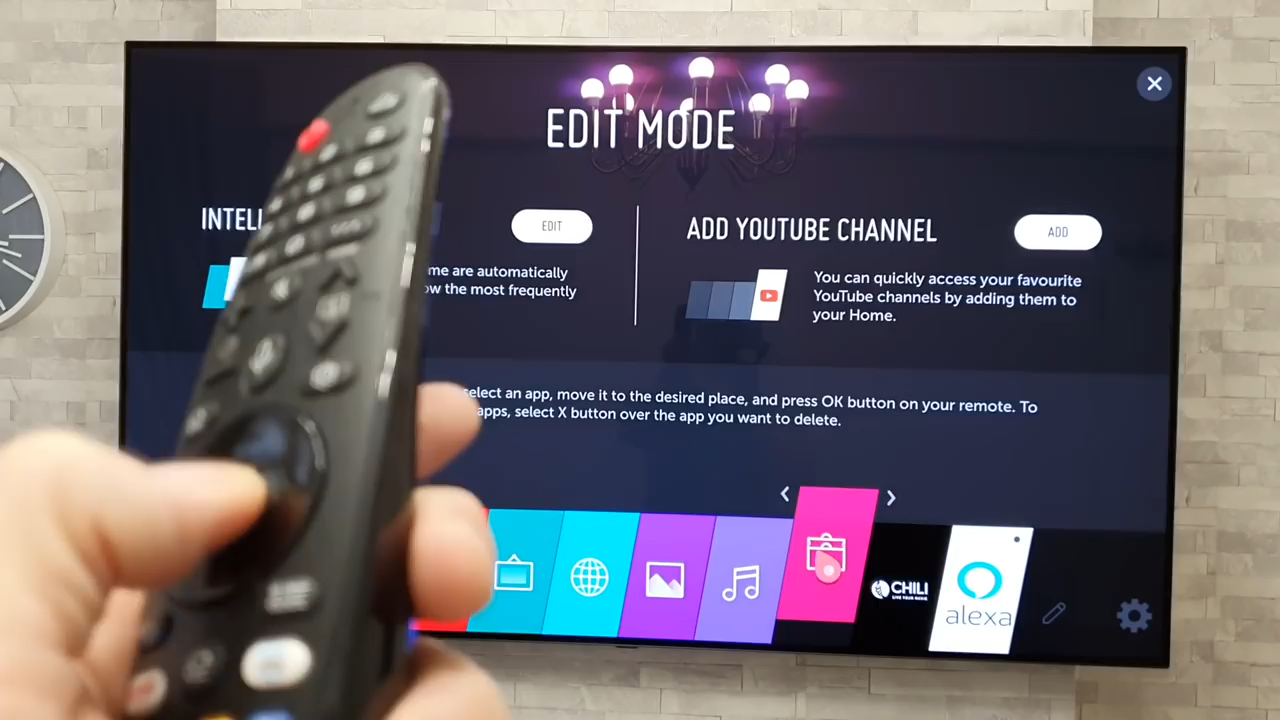 EDIT MODE
EDIT
me are automatically
the most frequently
ADD YOUTUBE CHANNEL
ADD
You can quickly access your favourite
YouTube channels by adding them to
your Home.
select an app, move it to the desired place, and press OK button on your remote. To
apps, select X button over the app you want to delete.
CHILI
alexa